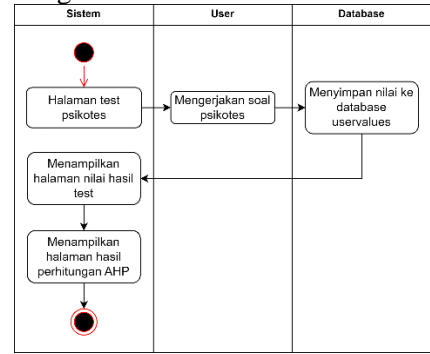 Sistem
User
Database
Halaman test
psikotes
Mengerjakan soal
psikotes
Menyimpan nilai ke
database
uservalues
Menampilkan
halaman nilai hasil
test
Menampilkan
halaman hasil
perhitungan AHP